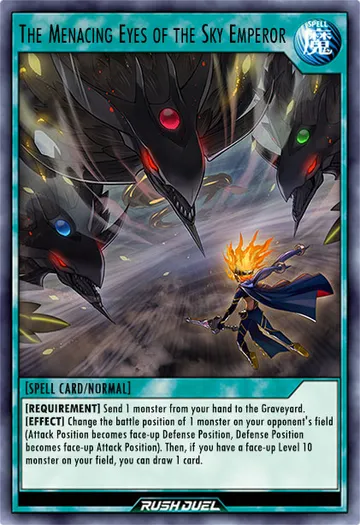 The Menacing Eyes of the Sky Emperor
SPELL
魔
[SPELL CARD/NORMAL]
[REQUIREMENT] Send 1 monster from your hand to the Graveyard.
[EFFECT] Change the battle position of 1 monster on your opponent's field
(Attack Position becomes face-up Defense Position, Defense Position
becomes face-up Attack Position). Then, if you have a face-up Level 10
monster on your field, you can draw 1 card.
RUSH DUEL